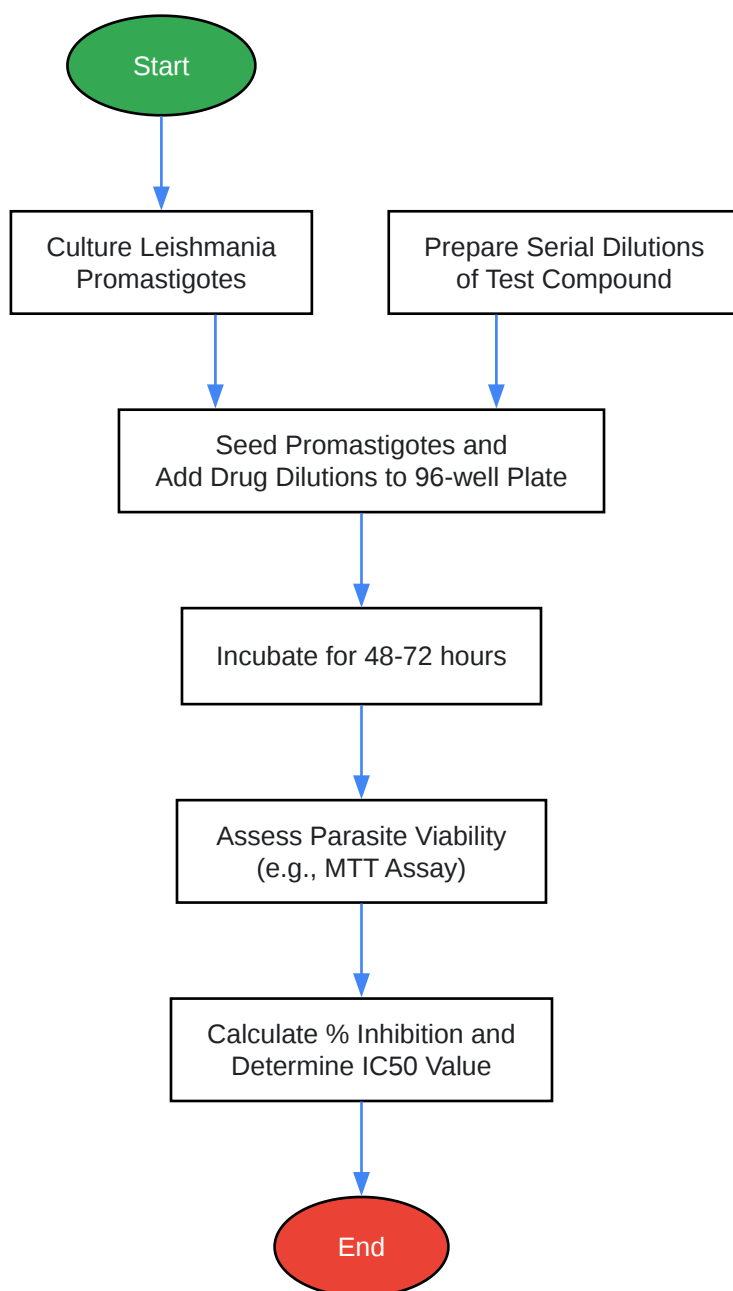 Start
Culture Leishmania
Promastigotes
Prepare Serial Dilutions
of Test Compound
Seed Promastigotes and
Add Drug Dilutions to 96-well Plate
Incubate for 48-72 hours
Assess Parasite Viability
(e.g., MTT Assay)
Calculate % Inhibition and
Determine IC50 Value
End